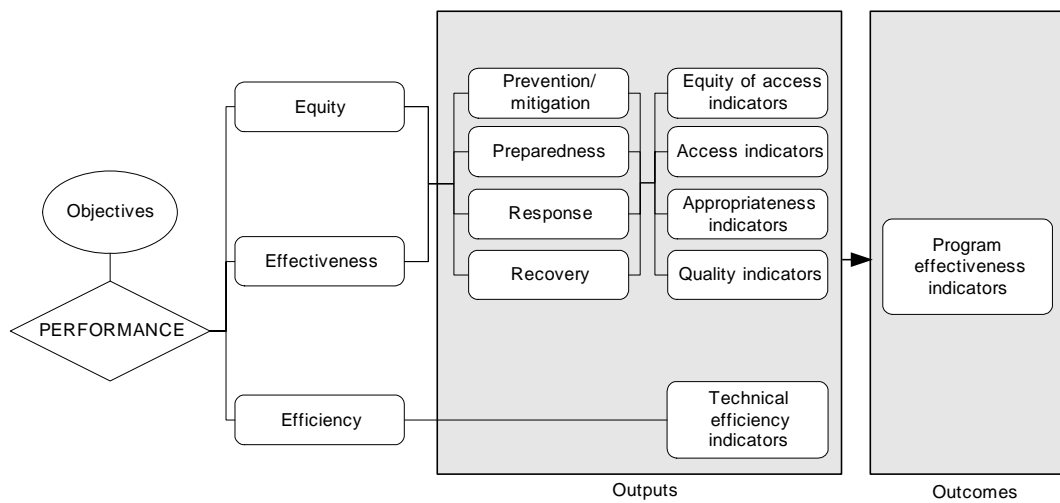 Objectives
PERFORMANCE
Equity
Effectiveness
Efficiency
Prevention/
mitigation
Preparedness
Response
Recovery
Equity of access
indicators
Access indicators
Appropriateness
indicators
Quality indicators
Technical
efficiency
indicators
Outputs
Program
effectiveness
indicators
Outcomes